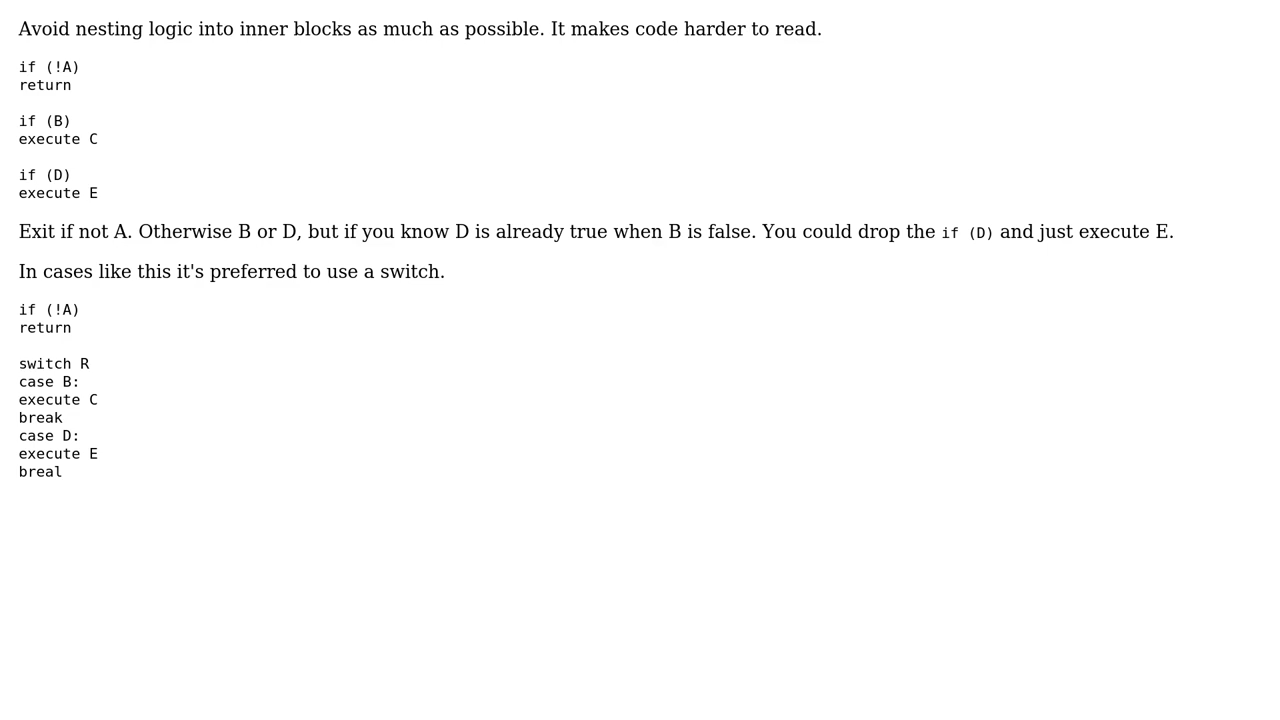 Avoid nesting logic into inner blocks as much as possible. It makes code harder to read.
if (!A)
return
if (B)
execute C
if (D)
execute E
Exit if not A. Otherwise B or D, but if you know D is already true when B is false. You could drop the if (D) and just execute E.
In cases like this it's preferred to use a switch.
if (!A)
return
switch R
case B:
execute C
break
case D:
execute E
breal